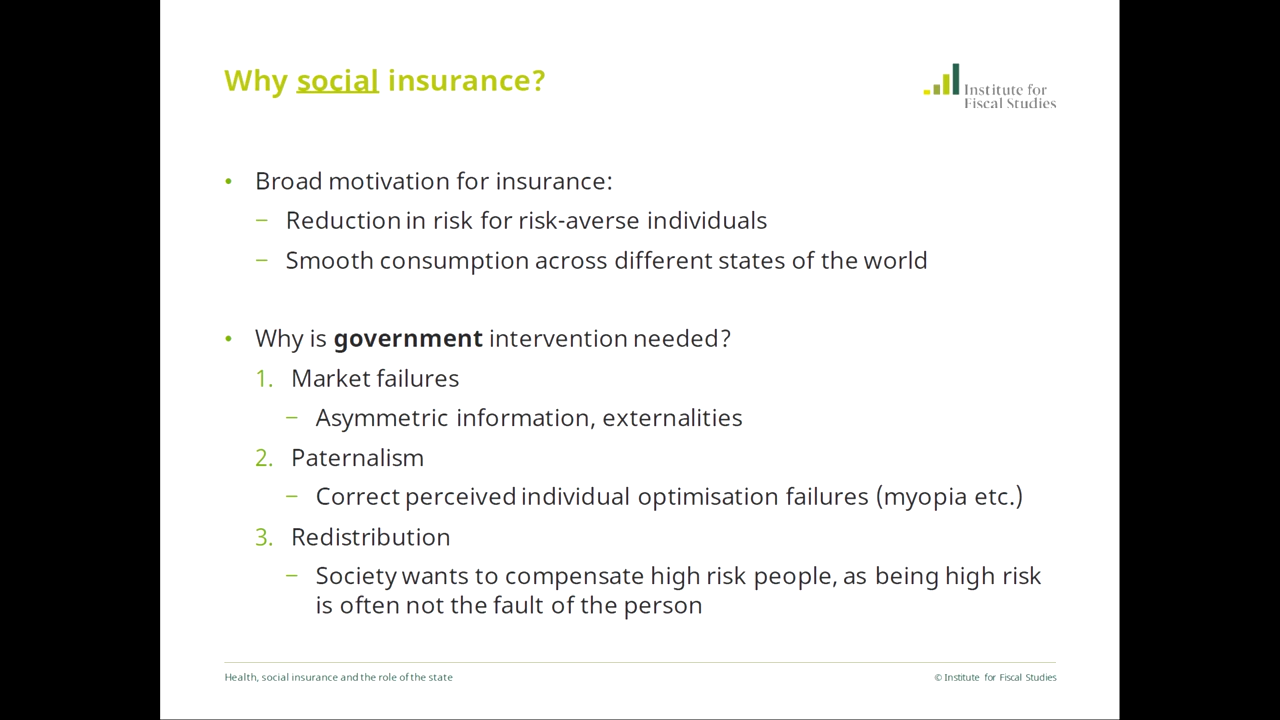 Why social insurance?
Institute for
Fiscal Studies
• Broad motivation for insurance:
– Reduction in risk for risk-averse individuals
– Smooth consumption across different states of the world
• Why is government intervention needed?
1. Market failures
– Asymmetric information, externalities
2. Paternalism
– Correct perceived individual optimisation failures (myopia etc.)
3. Redistribution
– Society wants to compensate high risk people, as being high risk
is often not the fault of the person
Health, social insurance and the role of the state
© Institute for Fiscal Studies